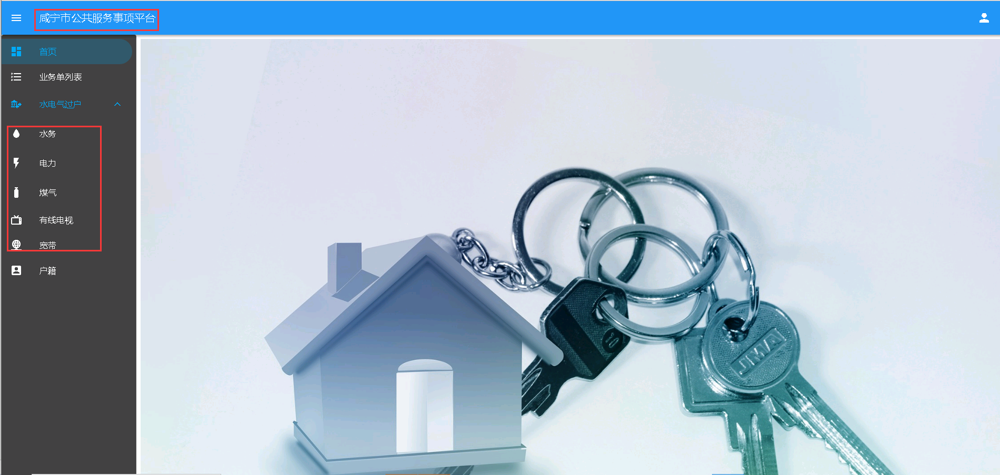 咸宁市公共服务事项平台
首页
业务单列表
水电气过户
水务
电力
煤气
有线电视
宽带
户籍
JMA